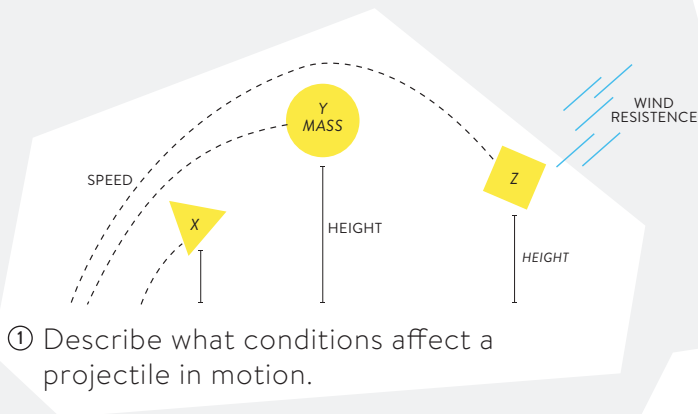 Y
MASS
WIND
RESISTENCE
SPEED
Z
X
HEIGHT
HEIGHT
① Describe what conditions affect a
projectile in motion.